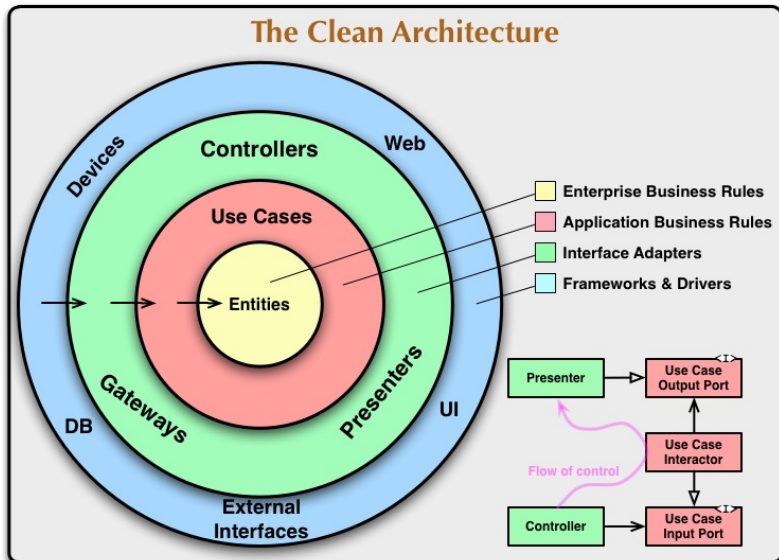 The Clean Architecture
Devices
Web
Controllers
Use Cases
Entities
Gateways
Presenters
DB
UI
External
Interfaces
Enterprise Business Rules
Application Business Rules
Interface Adapters
Frameworks & Drivers
Presenter
<I>
Use Case
Output Port
Use Case
Interactor
Flow of control
Controller
<I>
Use Case
Input Port